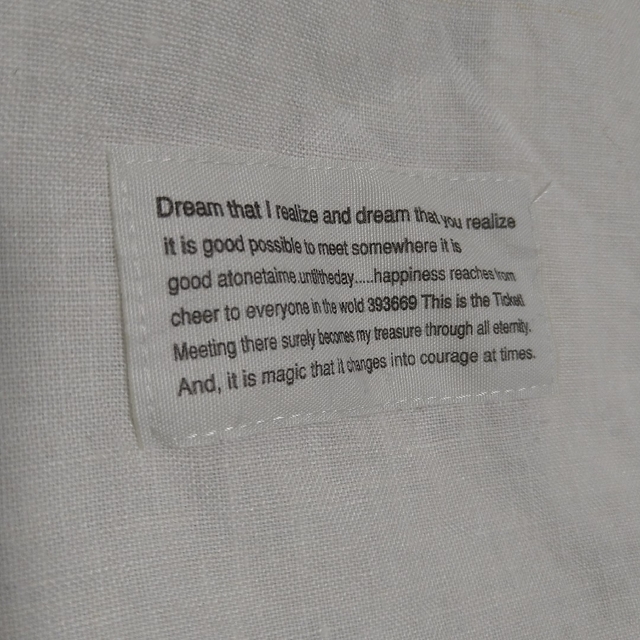 Dream that I realize and dream that you realize
it is good possible to meet somewhere it is
good atonetaime.untiltheday.....happiness reaches from
cheer to everyone in the wold 393669 This is the Ticket.
Meeting there surely becomes my treasure through all eternity.
And, it is magic that it changes into courage at times.